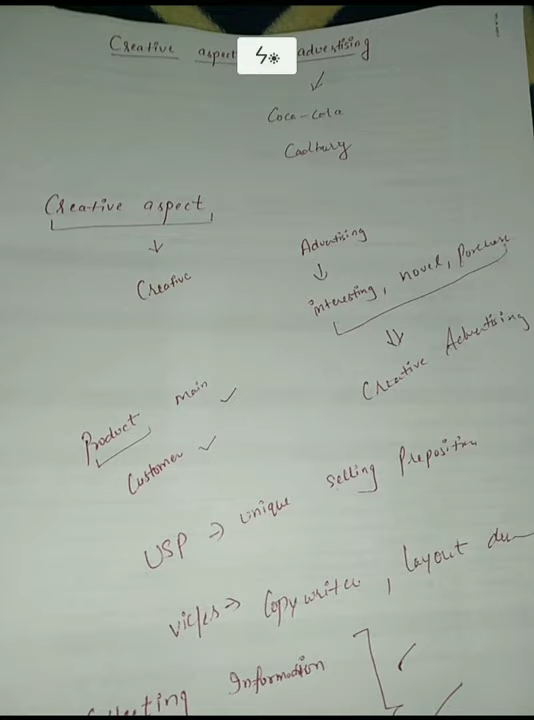 Creative aspect advertising
Coca-Cola
Cadbury
Creative aspect
Creative
Advertising
interesting, novel, Purchase
Creative Advertising
Product main
Customer
USP => Unique Selling Preposition
=> Copywriter, Layout
Information